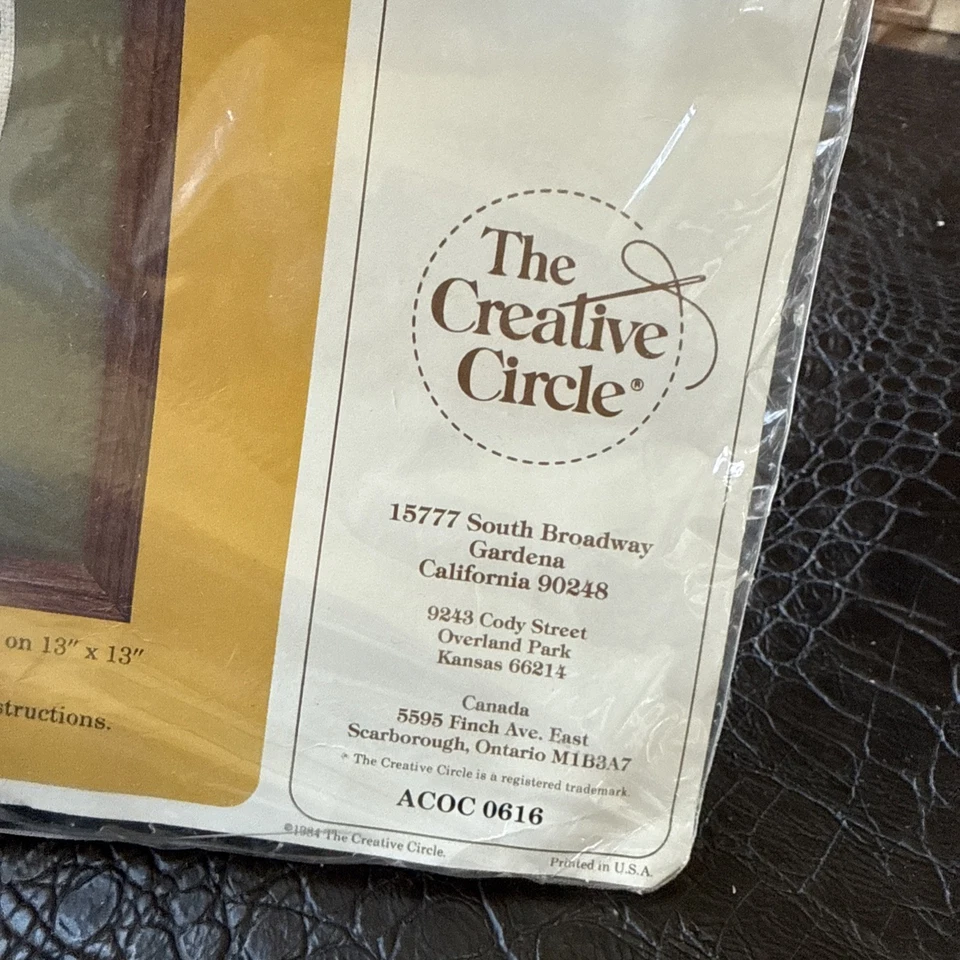 The
Creative
Circle®
15777 South Broadway
Gardena
California 90248
9243 Cody Street
Overland Park
Kansas 66214
on 13" x 13"
Canada
5595 Finch Ave. East
Scarborough, Ontario M1B3A7
structions.
* The Creative Circle is a registered trademark.
ACOC 0616
©1984 The Creative Circle.
Printed in U.S.A.